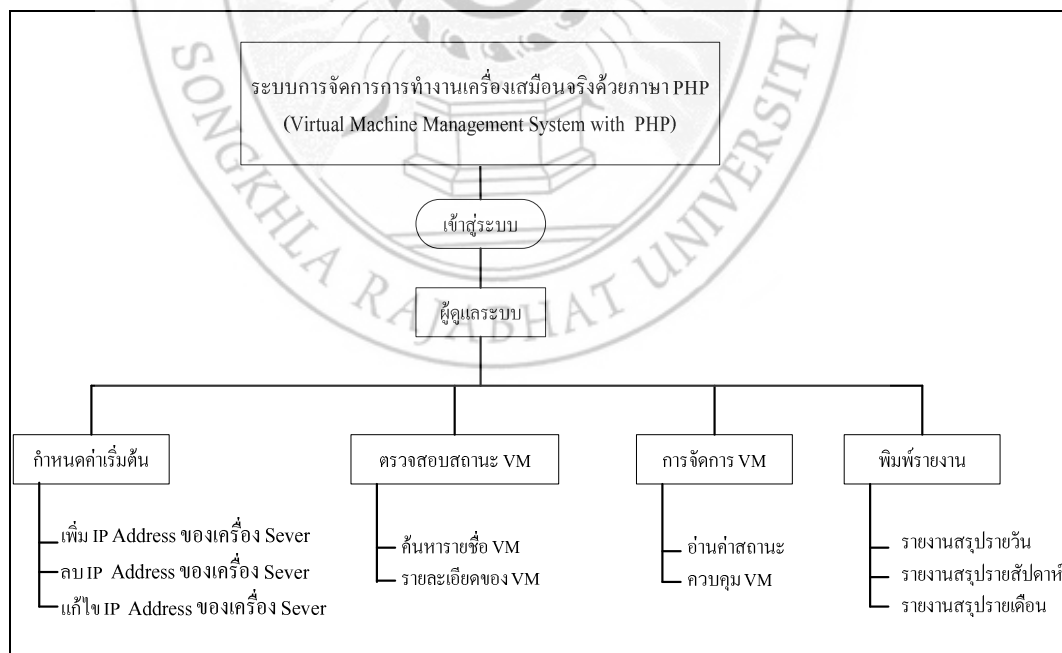 SONGKHLA RAJABHAT UNIVERSITY
ระบบการจัดการการทำงานเครื่องเสมือนจริงด้วยภาษา PHP
(Virtual Machine Management System with PHP)
เข้าสู่ระบบ
ผู้ดูแลระบบ
กำหนดค่าเริ่มต้น
เพิ่ม IP Address ของเครื่อง Sever
ลบ IP Address ของเครื่อง Sever
แก้ไข IP Address ของเครื่อง Sever
ตรวจสอบสถานะ VM
ค้นหารายชื่อ VM
รายละเอียดของ VM
การจัดการ VM
อ่านค่าสถานะ
ควบคุม VM
พิมพ์รายงาน
รายงานสรุปรายวัน
รายงานสรุปรายสัปดาห์
รายงานสรุปรายเดือน